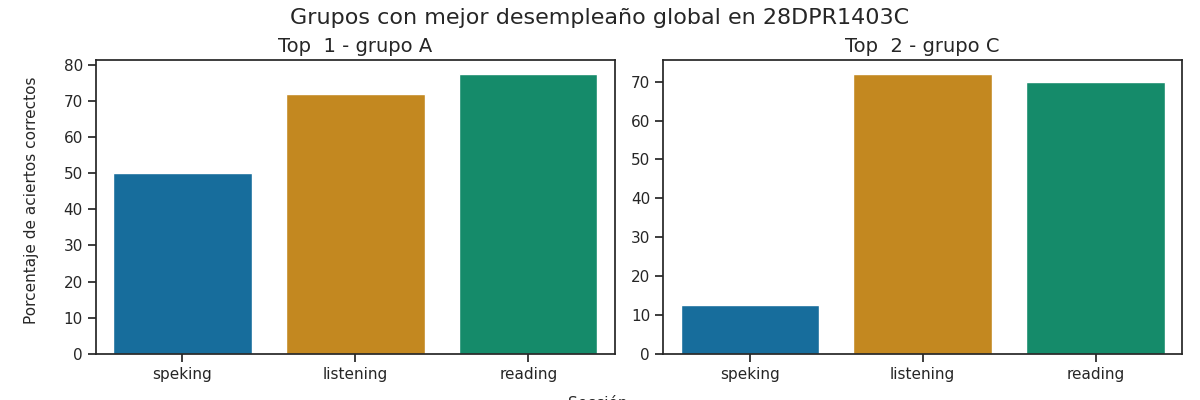 Grupos con mejor desempleaño global en 28DPR1403C
Top 1 - grupo A
Porcentaje de aciertos correctos
80
70
60
50
40
30
20
10
0
speking listening reading
Top 2 - grupo C
70
60
50
40
30
20
10
0
speking listening reading
Sección